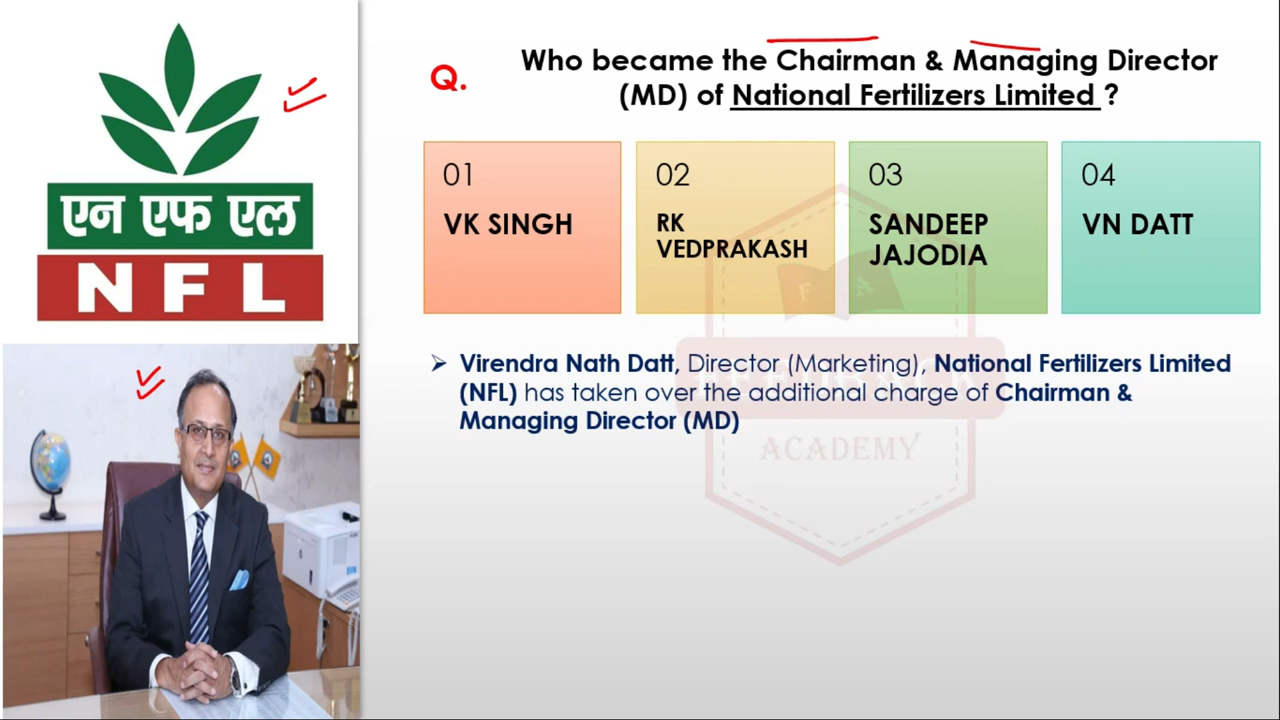 एन एफ एल
NFL
Q.
Who became the Chairman & Managing Director
(MD) of National Fertilizers Limited ?
01
VK SINGH
02
RK
VEDPRAKASH
03
SANDEEP
JAJODIA
04
VN DATT
F A
➢ Virendra Nath Datt, Director (Marketing), National Fertilizers Limited
(NFL) has taken over the additional charge of Chairman &
Managing Director (MD)
ACADEMY